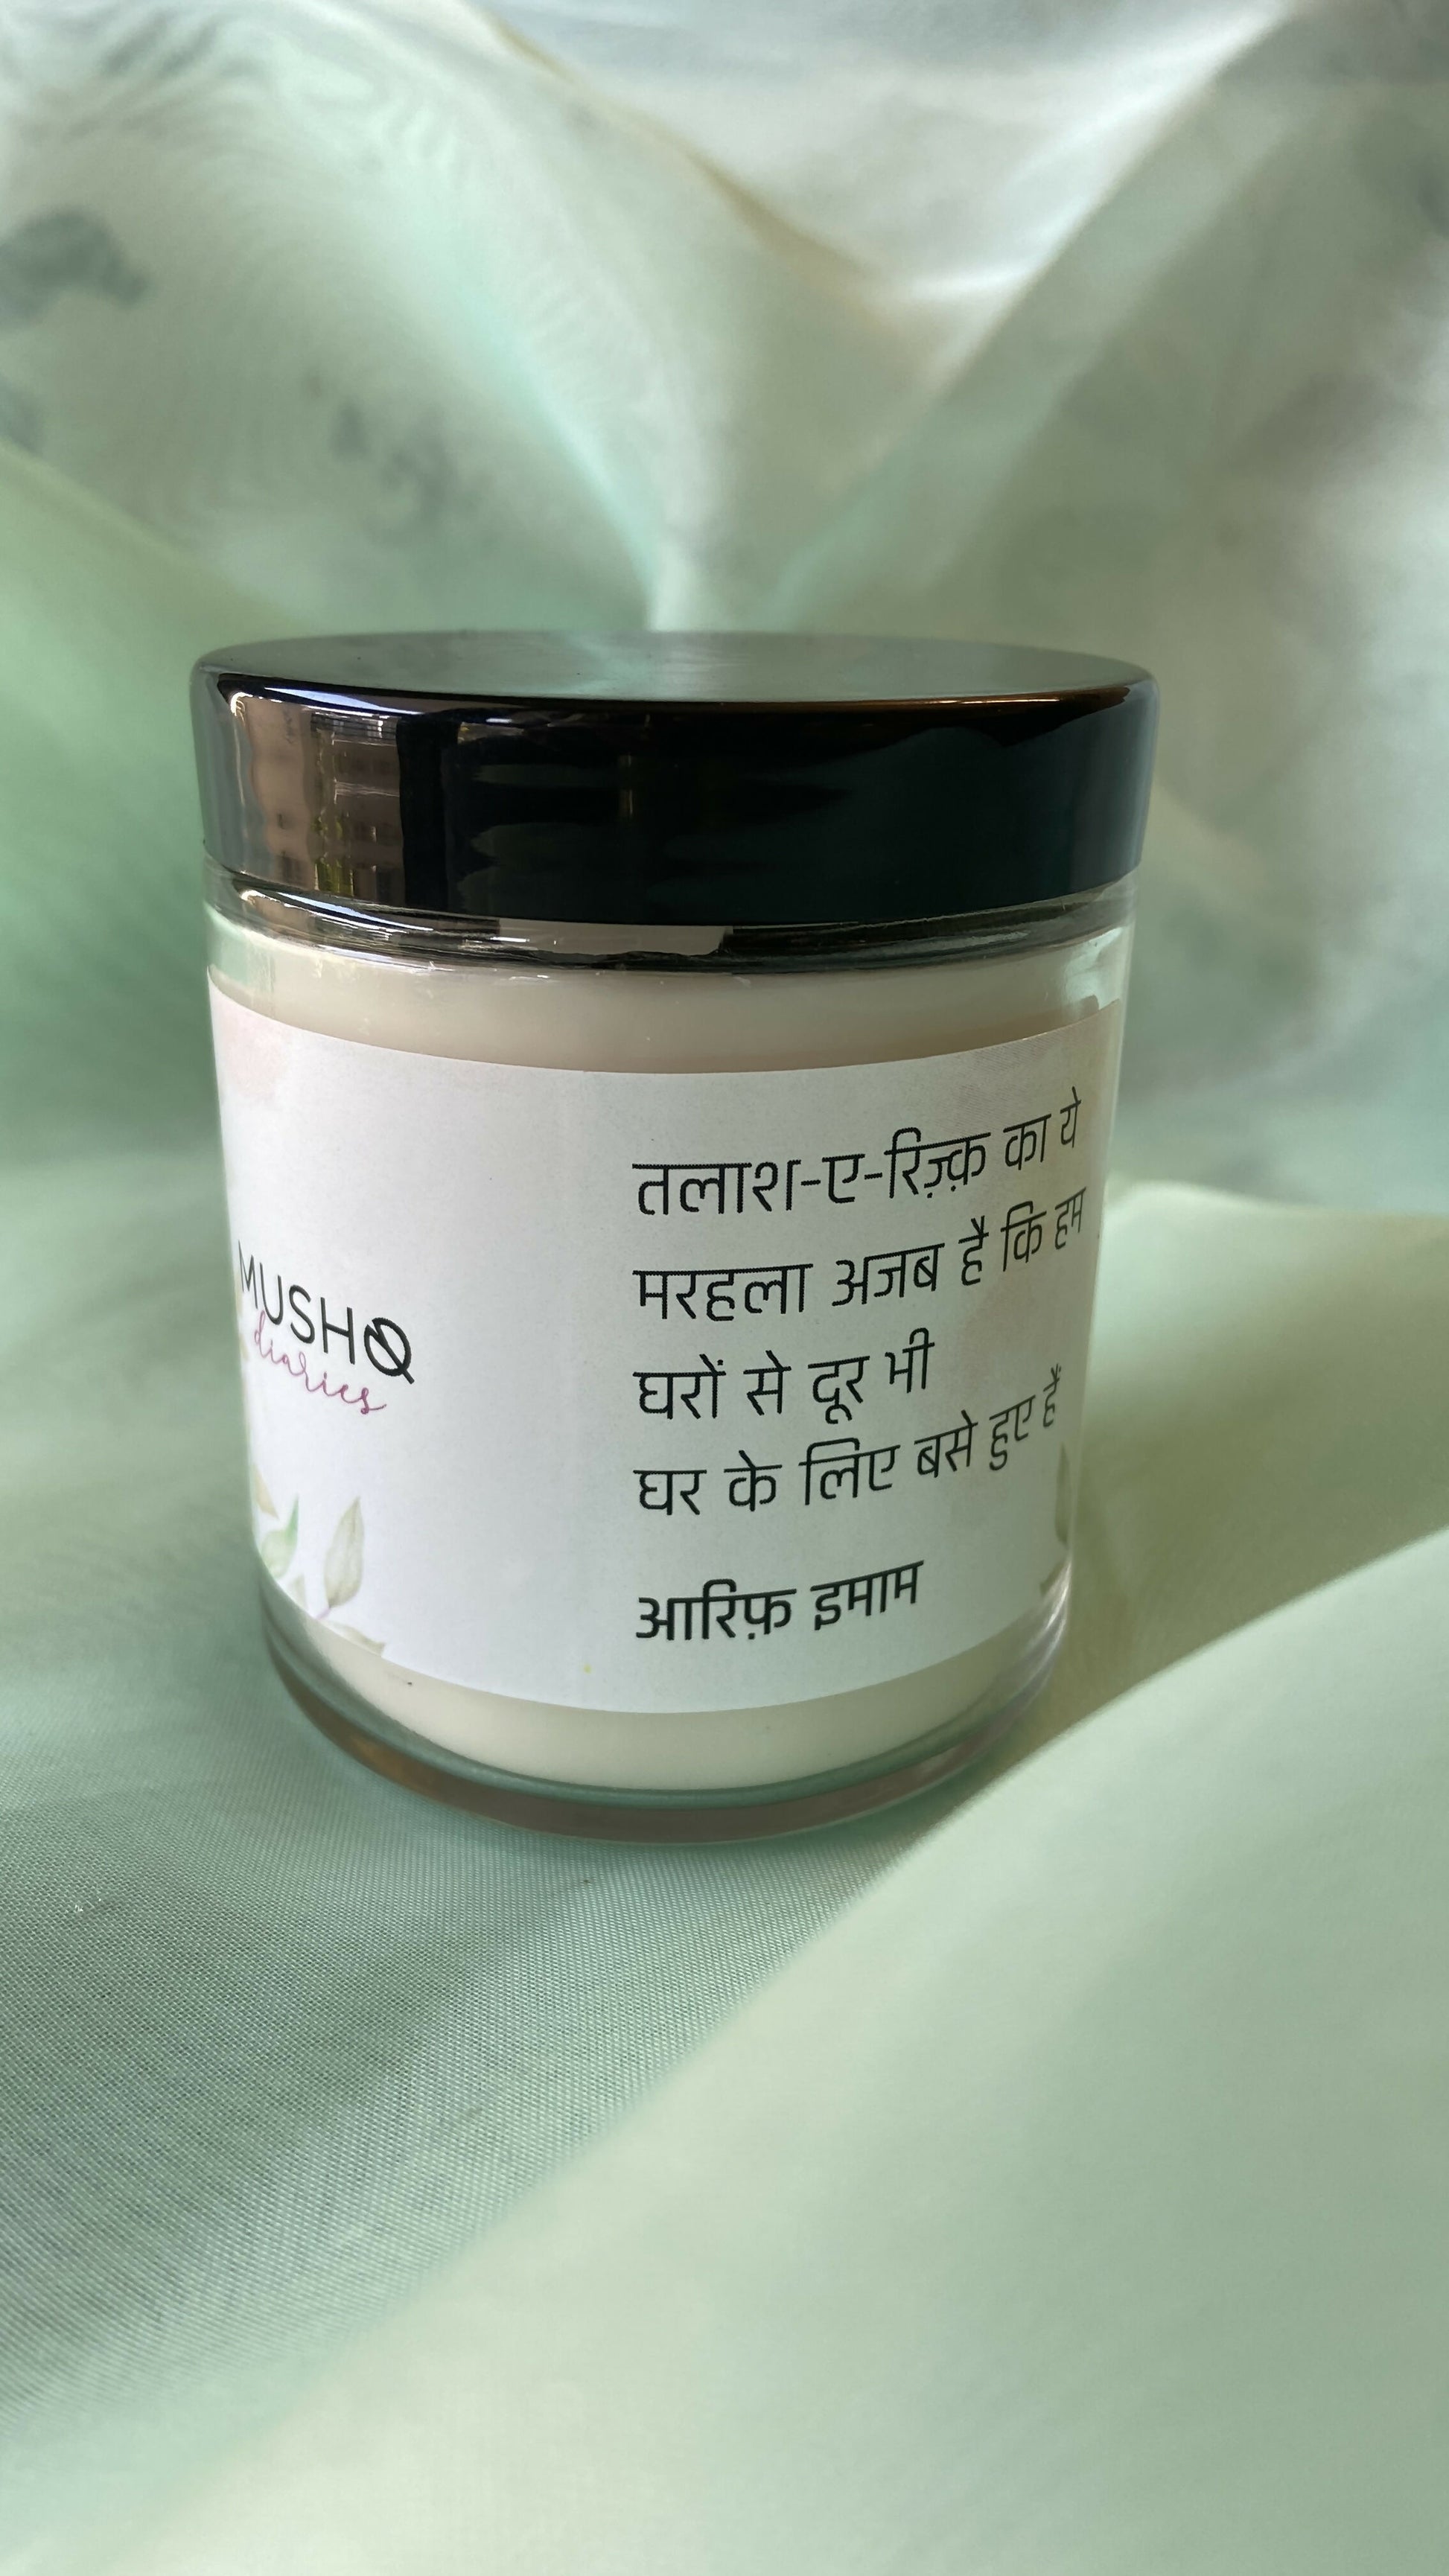 MUSHQ
diaries
तलाश-ए-रिज़्क़ का ये
मरहला अजब है कि हम
घरों से दूर भी
घर के लिए बसे हुए हैं
आरिफ़ इमाम